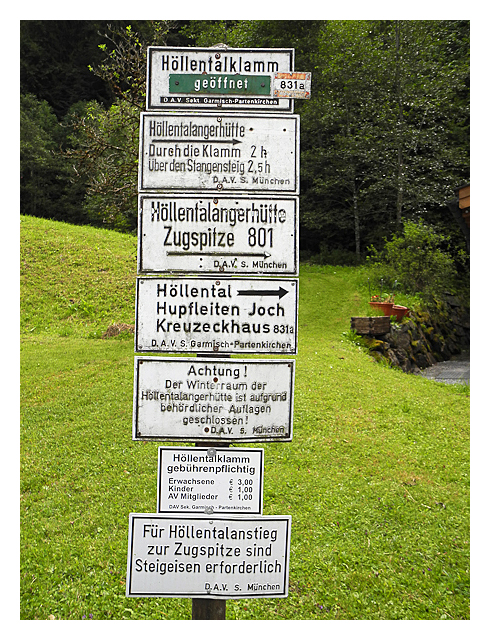 Höllentalklamm
geöffnet
831a
D.A.V. Sekt. Garmisch-Partenkirchen
Höllentalangerhütte
Durch die Klamm 2 h
Über den Stangensteig 2,5 h
D.A.V. S. München
Höllentalangerhütte
Zugspitze 801
D.A.V. S. München
Höllental
Hupfleiten-Joch
Kreuzeckhaus 831a
D.A.V. S. Garmisch-Partenkirchen
Achtung!
Der Winterraum der
Höllentalangerhütte ist aufgrund
behördlicher Auflagen
geschlossen!
D.A.V. S. München
Höllentalklamm
gebührenpflichtig
Erwachsene € 3,00
Kinder € 1,00
AV Mitglieder € 1,00
DAV Sek. Garmisch - Partenkirchen
Für Höllentalanstieg
zur Zugspitze sind
Steigeisen erforderlich
D.A.V. S. München